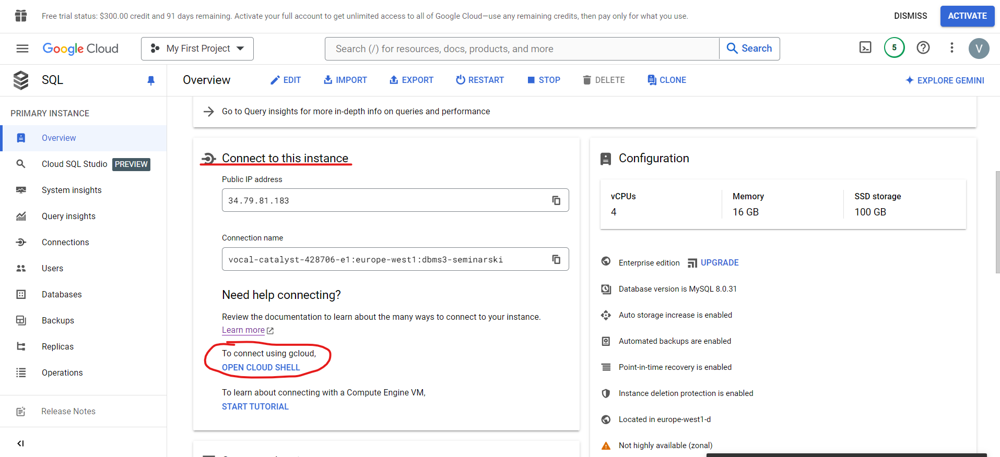 Free trial status: $300.00 credit and 91 days remaining. Activate your full account to get unlimited access to all of Google Cloud—use any remaining credits, then pay only for what you use.
DISMISS
ACTIVATE
Google Cloud
My First Project
Search (/) for resources, docs, products, and more
Search
5
V
SQL
Overview
EDIT
IMPORT
EXPORT
RESTART
STOP
DELETE
CLONE
EXPLORE GEMINI
PRIMARY INSTANCE
Overview
Cloud SQL Studio PREVIEW
System insights
Query insights
Connections
Users
Databases
Backups
Replicas
Operations
Release Notes
Go to Query insights for more in-depth info on queries and performance
Connect to this instance
Public IP address
34.79.81.183
Connection name
vocal-catalyst-428706-e1:europe-west1:dbms3-seminarski
Need help connecting?
Review the documentation to learn about the many ways to connect to your instance.
Learn more
To connect using gcloud,
OPEN CLOUD SHELL
To learn about connecting with a Compute Engine VM,
START TUTORIAL
Configuration
vCPUs
4
Memory
16 GB
SSD storage
100 GB
Enterprise edition UPGRADE
Database version is MySQL 8.0.31
Auto storage increase is enabled
Automated backups are enabled
Point-in-time recovery is enabled
Instance deletion protection is enabled
Located in europe-west1-d
Not highly available (zonal)